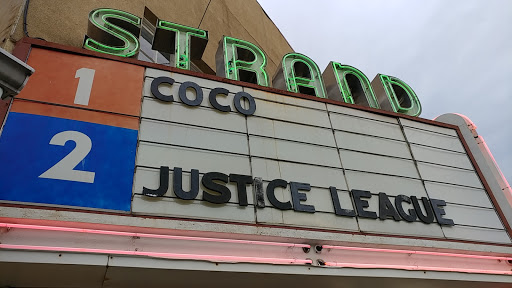 STRAND
1 COCO
2 JUSTICE LEAGUE